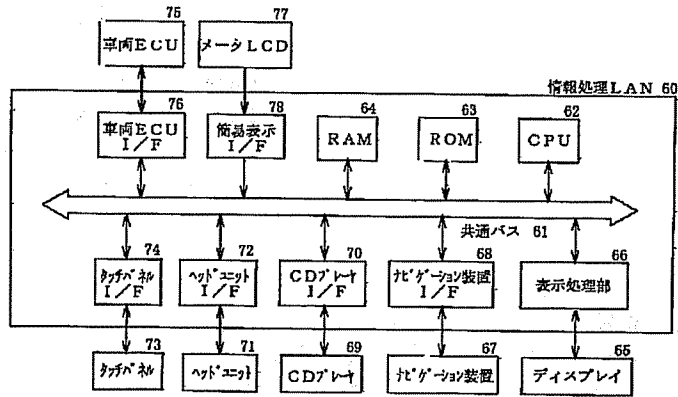 75
77
車両ECU
メータLCD
情報処理LAN 60
76
78
64
63
62
車両ECU
I/F
簡易表示
I/F
RAM
ROM
CPU
共通バス 61
74
72
70
68
66
タッチパネル
I/F
ヘッドユニット
I/F
CDプレーヤ
I/F
ナビゲーション装置
I/F
表示処理部
73
71
69
67
65
タッチパネル
ヘッドユニット
CDプレーヤ
ナビゲーション装置
ディスプレイ